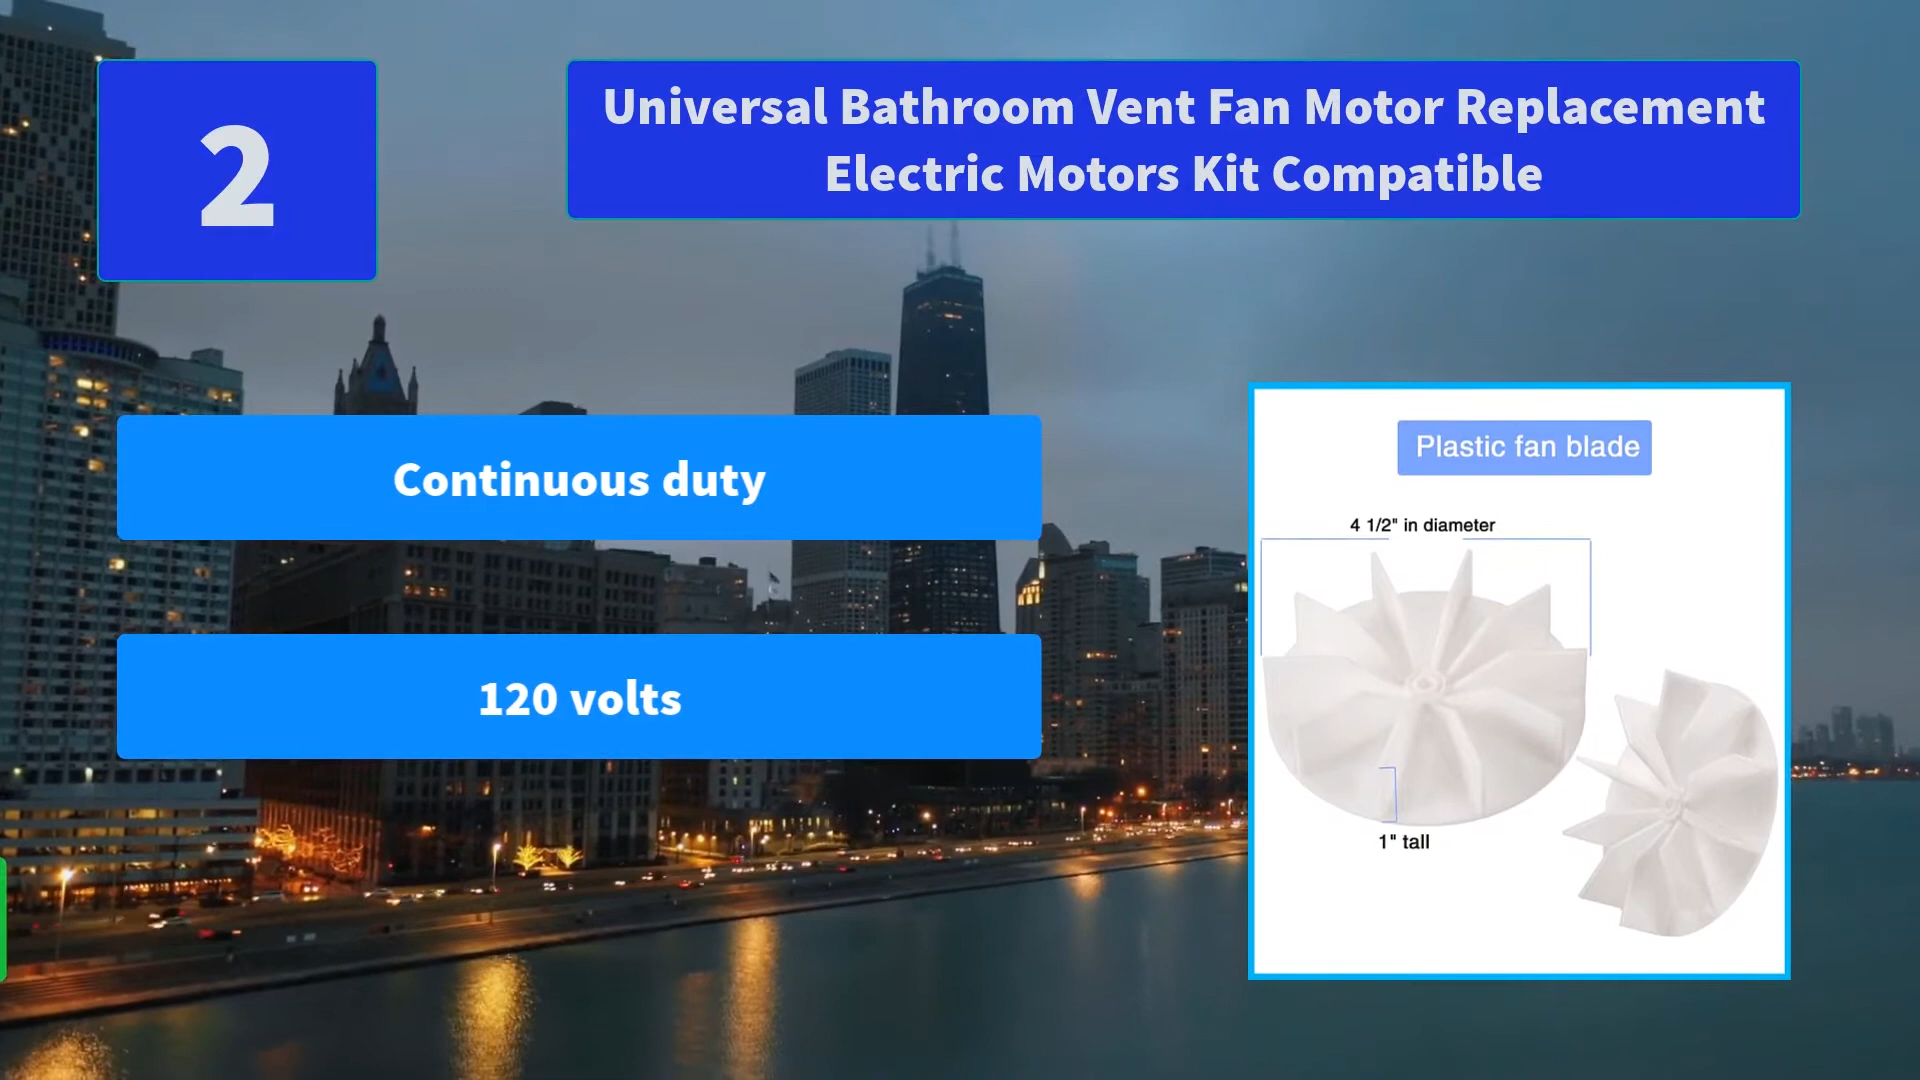 2
Universal Bathroom Vent Fan Motor Replacement
Electric Motors Kit Compatible
Continuous duty
120 volts
Plastic fan blade
4 1/2" in diameter
1" tall